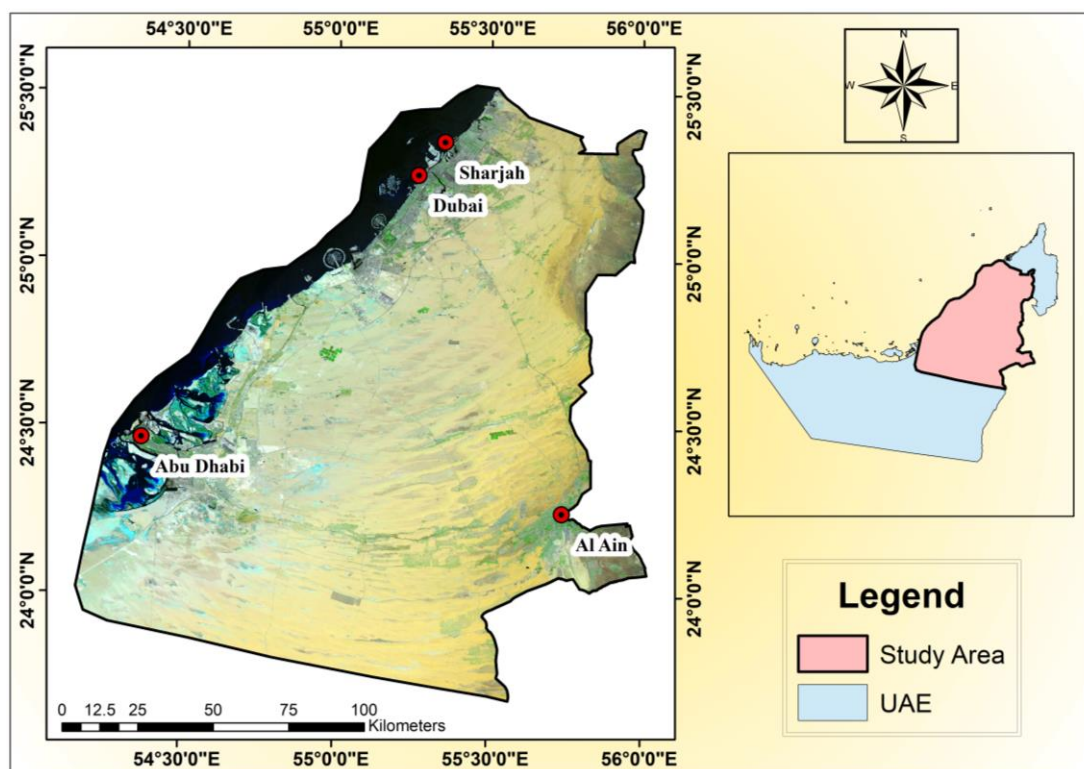 54°30'0"E
55°0'0"E
55°30'0"E
56°0'0"E
25°30'0"N
25°0'0"N
24°30'0"N
24°0'0"N
Sharjah
Dubai
Abu Dhabi
Al Ain
0 12.5 25 50 75 100
Kilometers
25°30'0"N
25°0'0"N
24°30'0"N
24°0'0"N
54°30'0"E
55°0'0"E
55°30'0"E
56°0'0"E
N
W
E
S
Legend
Study Area
UAE